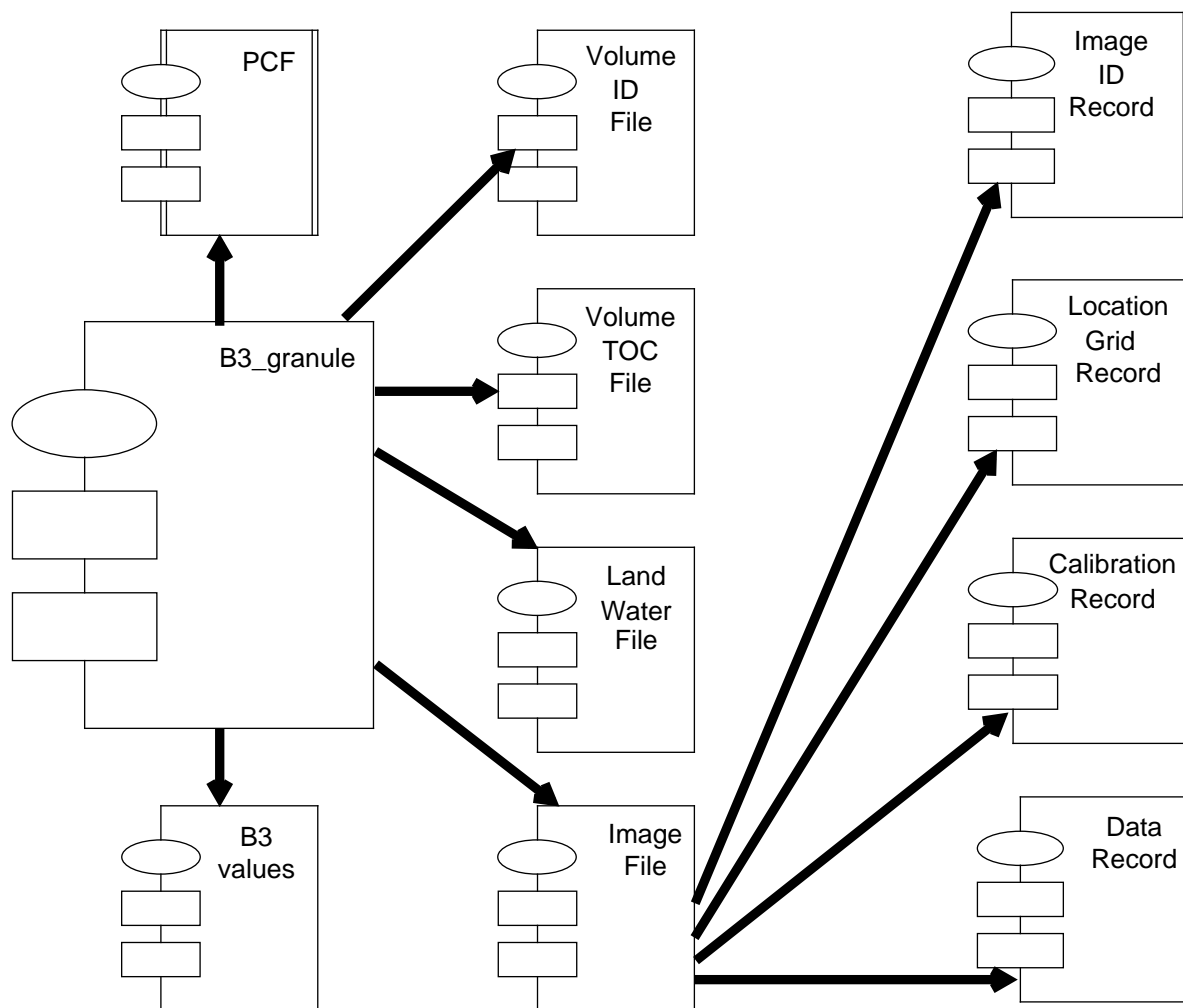 PCF
Volume
ID
File
Image
ID
Record
B3_granule
Volume
TOC
File
Location
Grid
Record
Land
Water
File
Calibration
Record
B3
values
Image
File
Data
Record